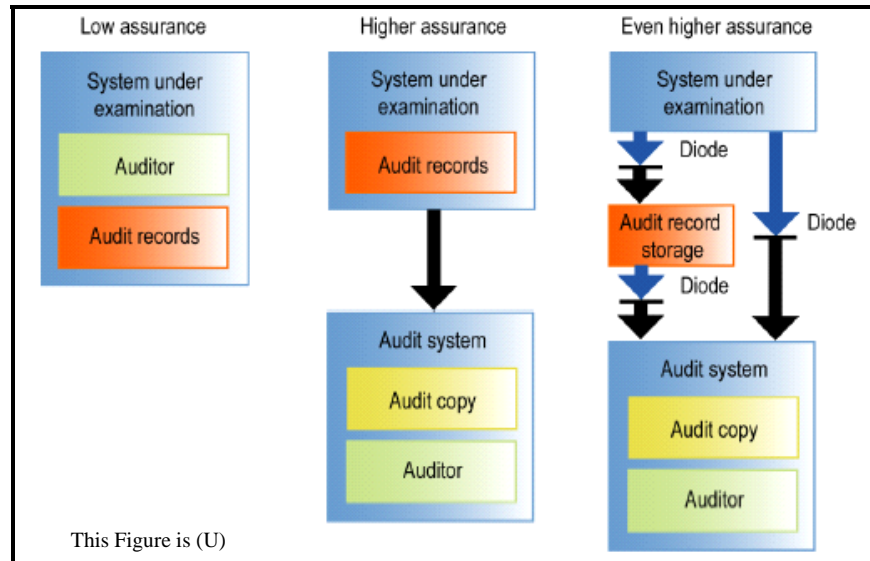 Low assurance
System under
examination
Auditor
Audit records
Higher assurance
System under
examination
Audit records
Audit system
Audit copy
Auditor
Even higher assurance
System under
examination
Diode
Audit record
storage
Diode
Diode
Audit system
Audit copy
Auditor
This Figure is (U)